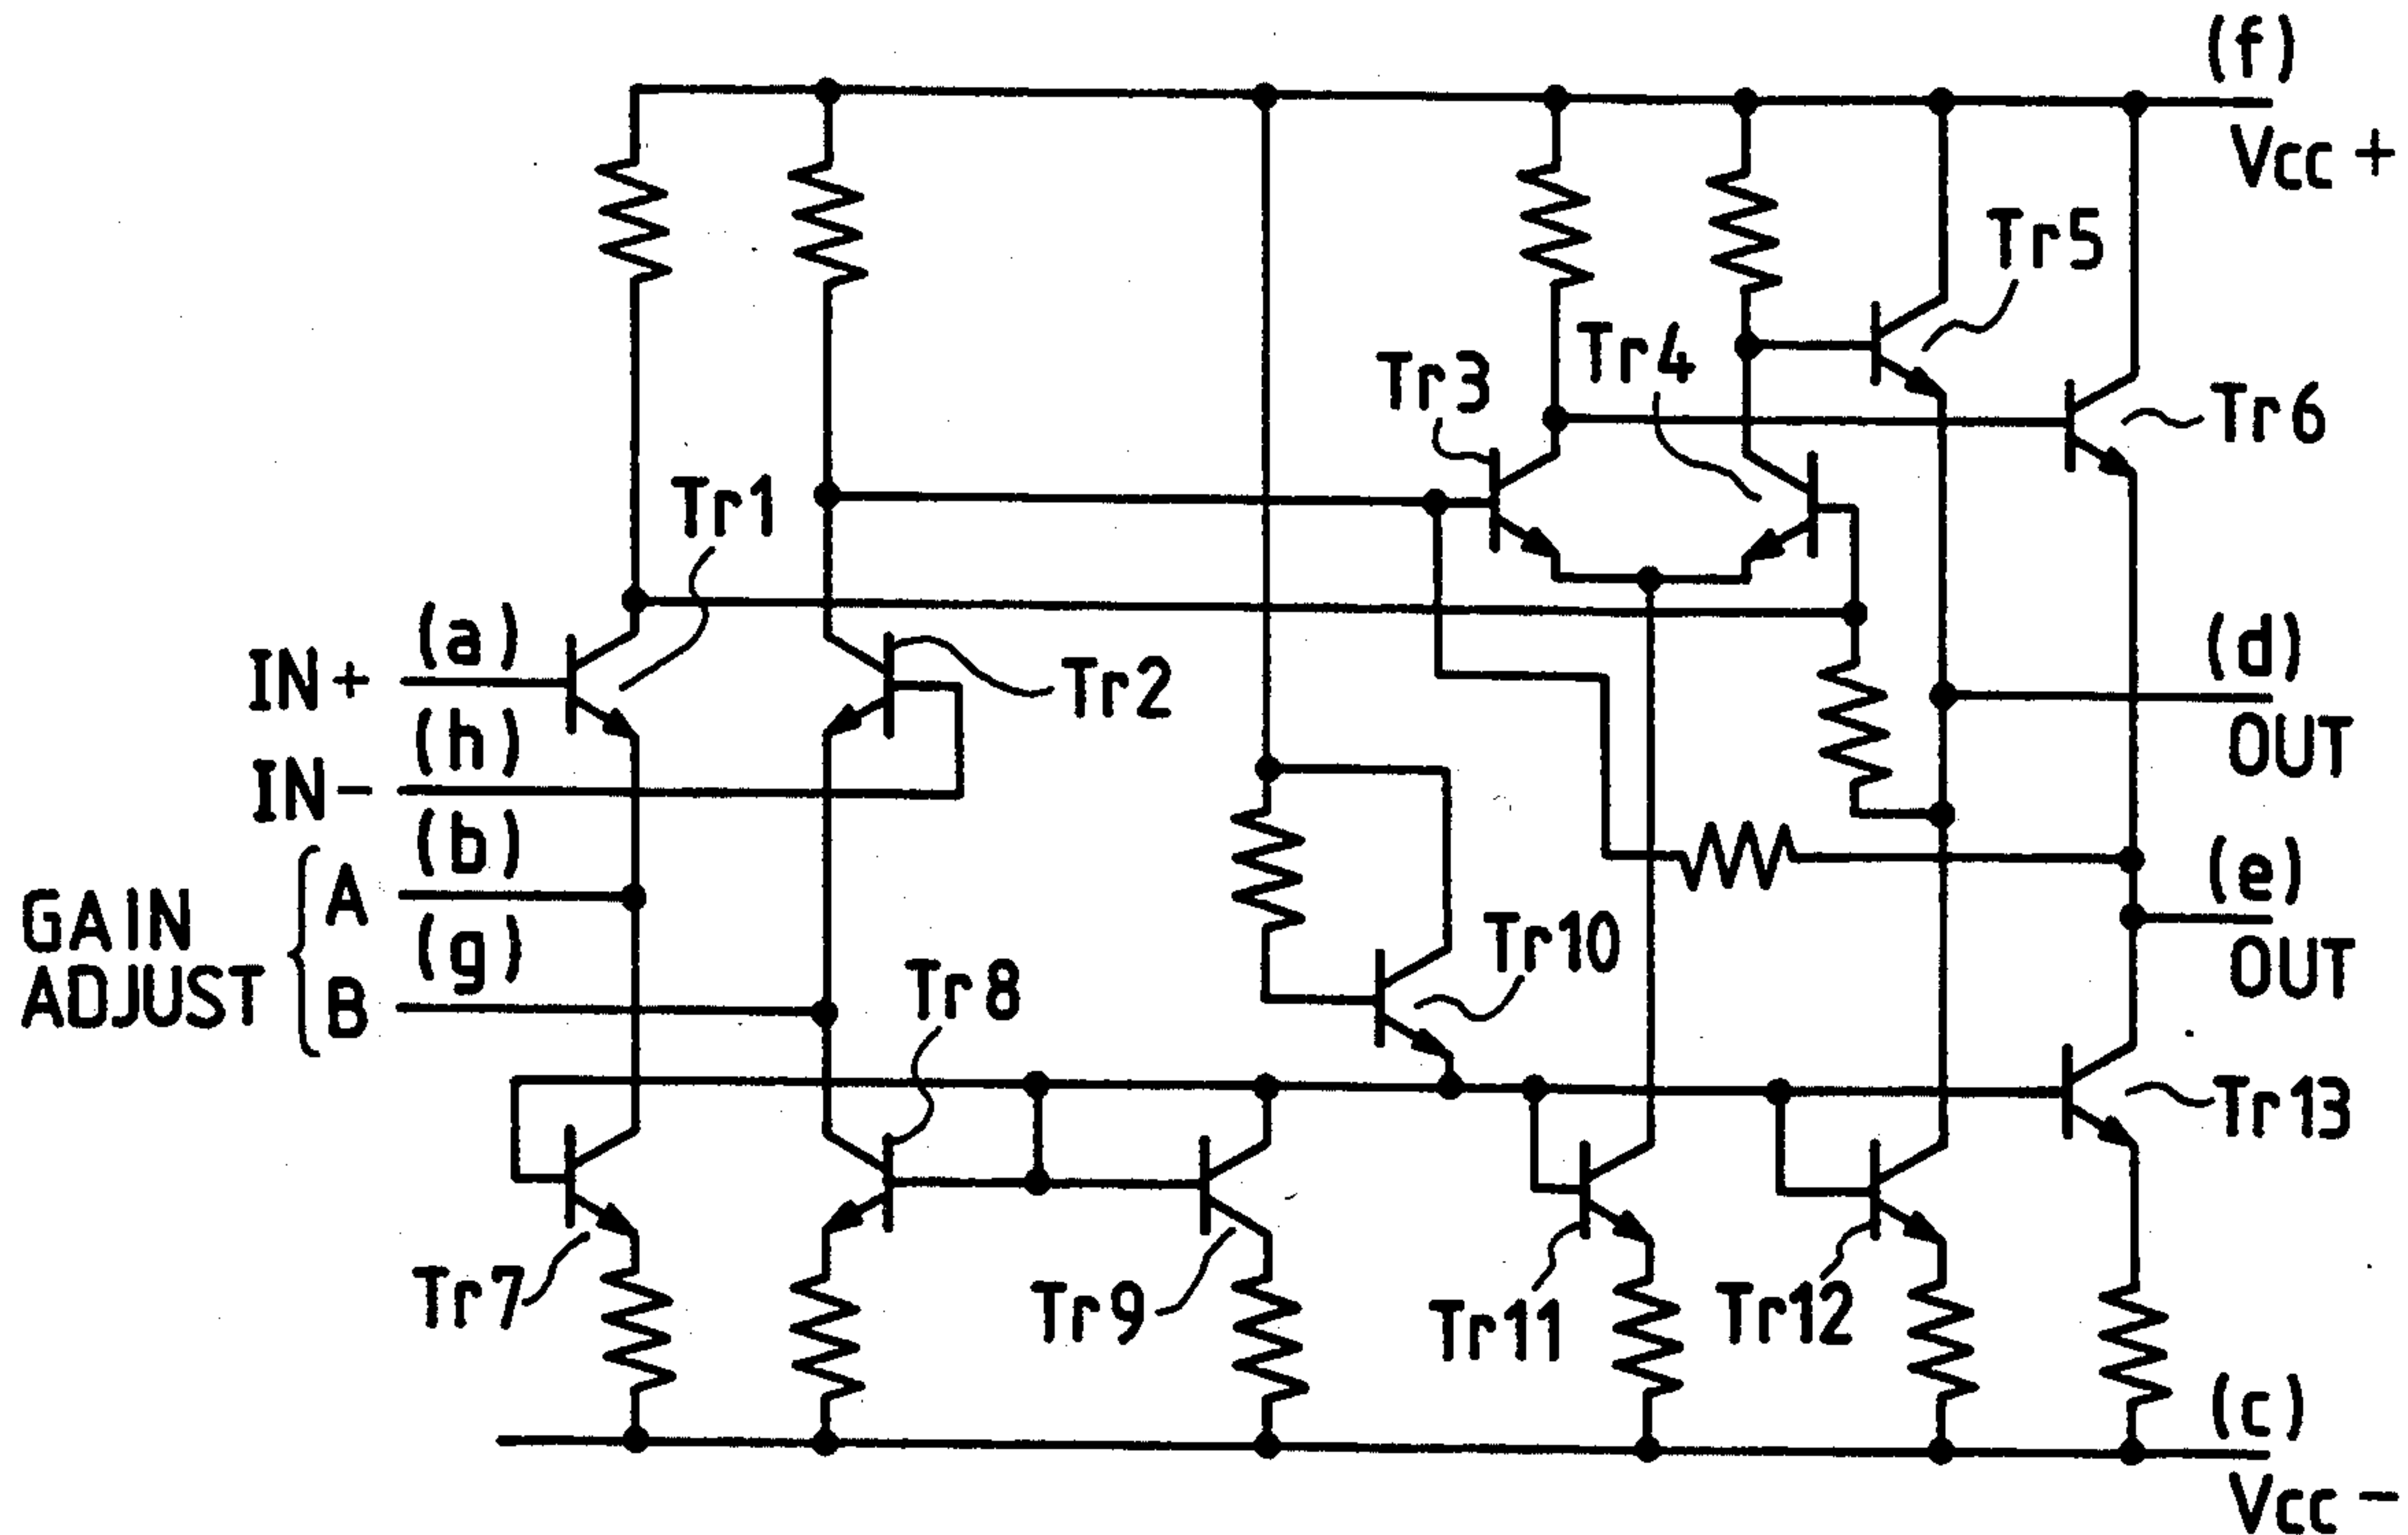 (f)
Vcc +
Tr5
Tr4
Tr3
Tr6
Tr1
(a)
IN +
(d)
OUT
Tr2
(h)
IN -
(b)
A
GAIN
ADJUST
(g)
B
(e)
OUT
Tr10
Tr8
Tr13
Tr7
Tr9
Tr11
Tr12
(c)
Vcc -